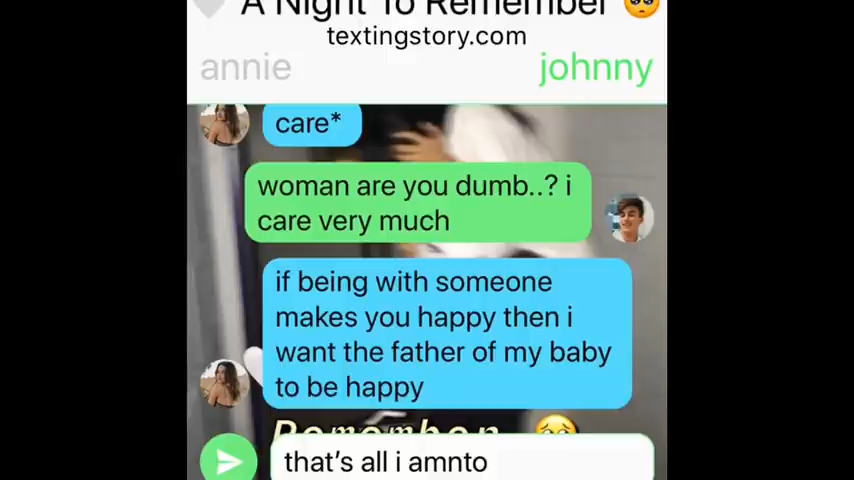 A Night To Remember 🥺
textingstory.com
annie
johnny
care*
woman are you dumb..? i
care very much
if being with someone
makes you happy then i
want the father of my baby
to be happy
Remember 🥺
that's all i amnto